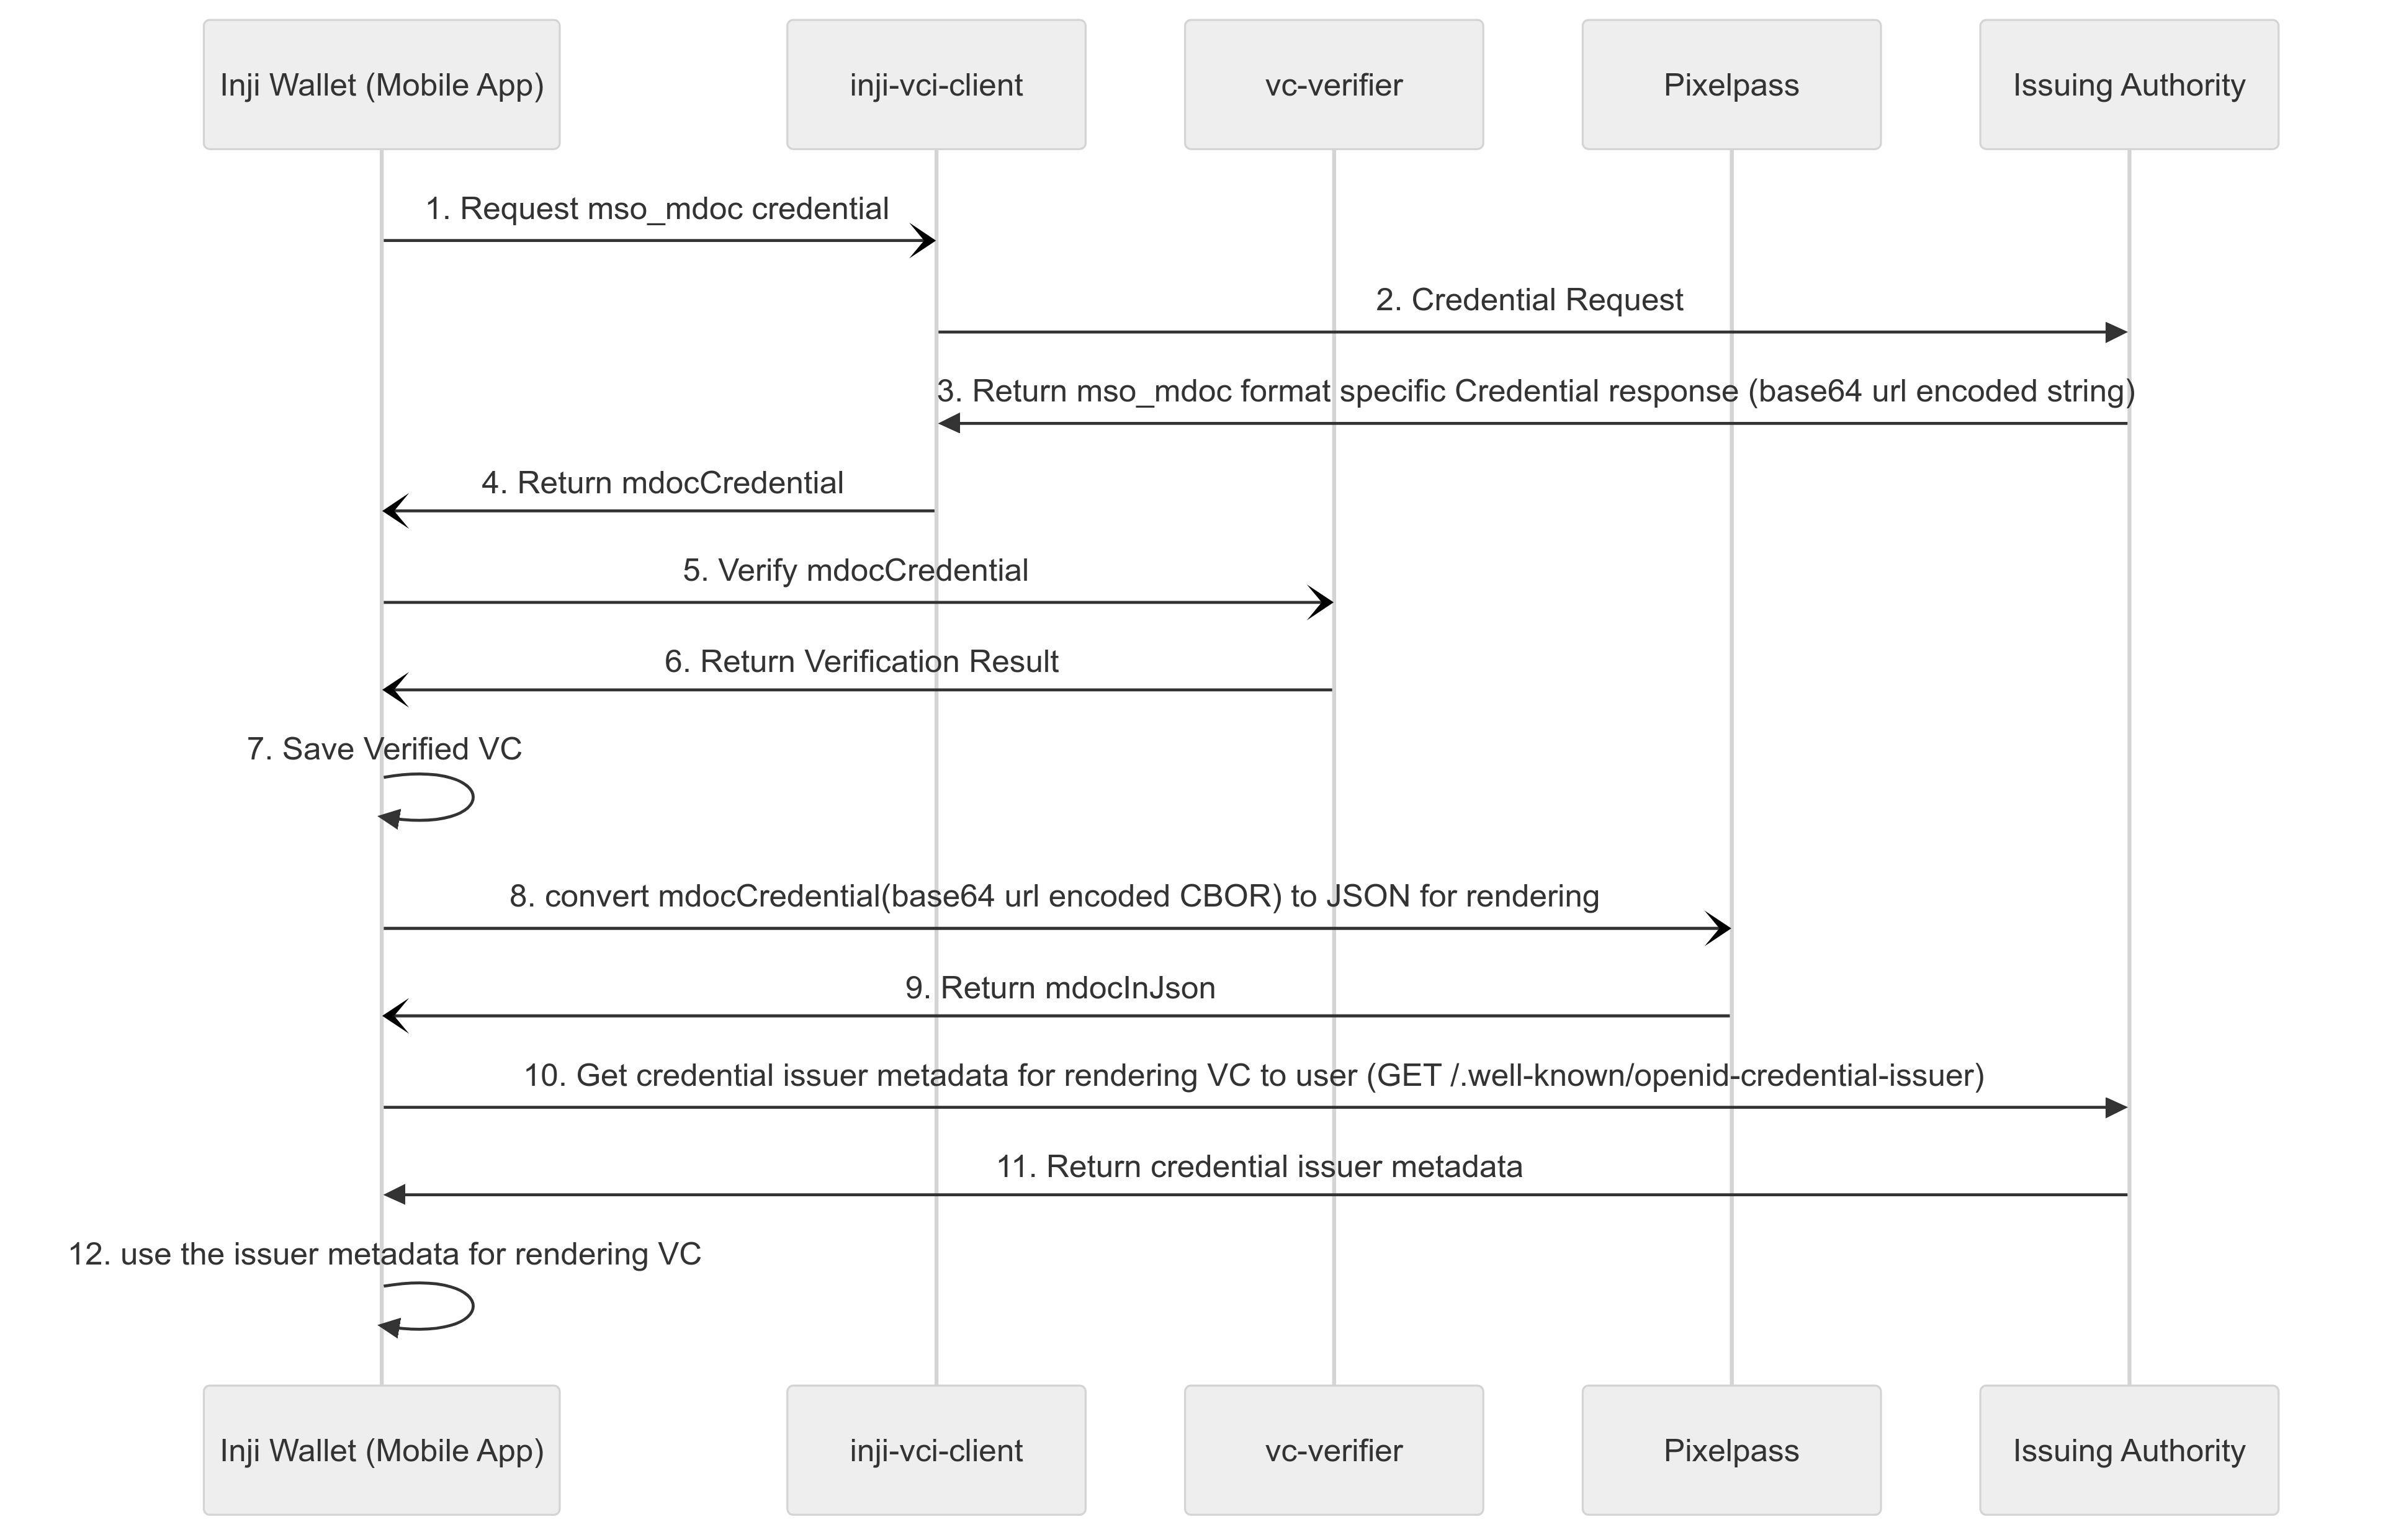 Inji Wallet (Mobile App)
inji-vci-client
vc-verifier
Pixelpass
Issuing Authority
1. Request mso_mdoc credential
2. Credential Request
3. Return mso_mdoc format specific Credential response (base64 url encoded string)
4. Return mdocCredential
5. Verify mdocCredential
6. Return Verification Result
7. Save Verified VC
8. convert mdocCredential(base64 url encoded CBOR) to JSON for rendering
9. Return mdocInJson
10. Get credential issuer metadata for rendering VC to user (GET /.well-known/openid-credential-issuer)
11. Return credential issuer metadata
12. use the issuer metadata for rendering VC
Inji Wallet (Mobile App)
inji-vci-client
vc-verifier
Pixelpass
Issuing Authority